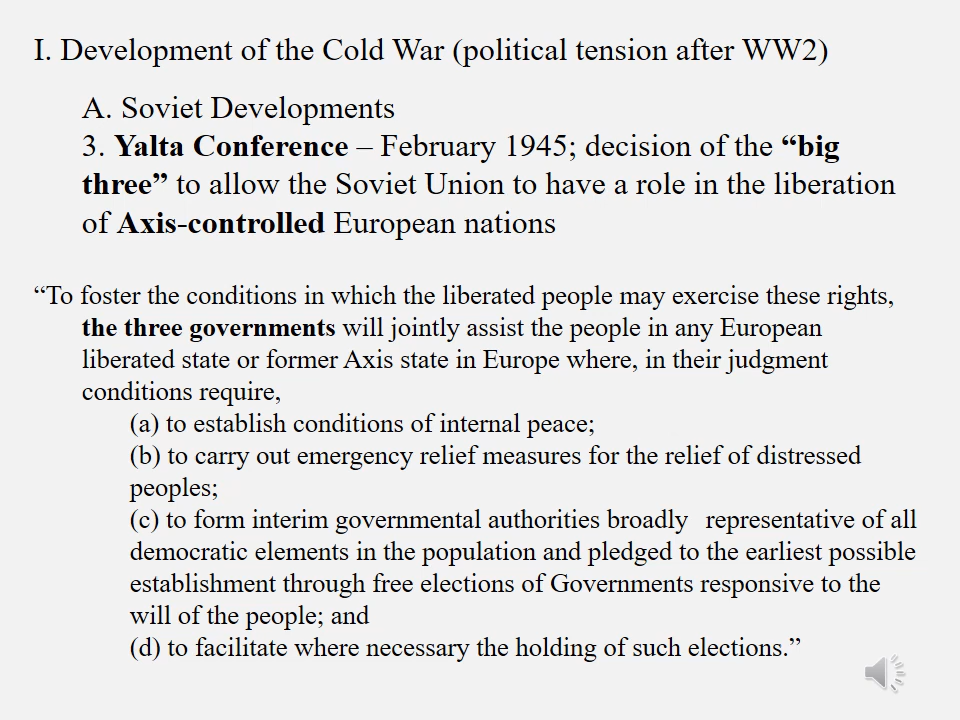 I. Development of the Cold War (political tension after WW2)
A. Soviet Developments
3. Yalta Conference – February 1945; decision of the “big
three” to allow the Soviet Union to have a role in the liberation
of Axis-controlled European nations
“To foster the conditions in which the liberated people may exercise these rights,
the three governments will jointly assist the people in any European
liberated state or former Axis state in Europe where, in their judgment
conditions require,
(a) to establish conditions of internal peace;
(b) to carry out emergency relief measures for the relief of distressed
peoples;
(c) to form interim governmental authorities broadly representative of all
democratic elements in the population and pledged to the earliest possible
establishment through free elections of Governments responsive to the
will of the people; and
(d) to facilitate where necessary the holding of such elections.”